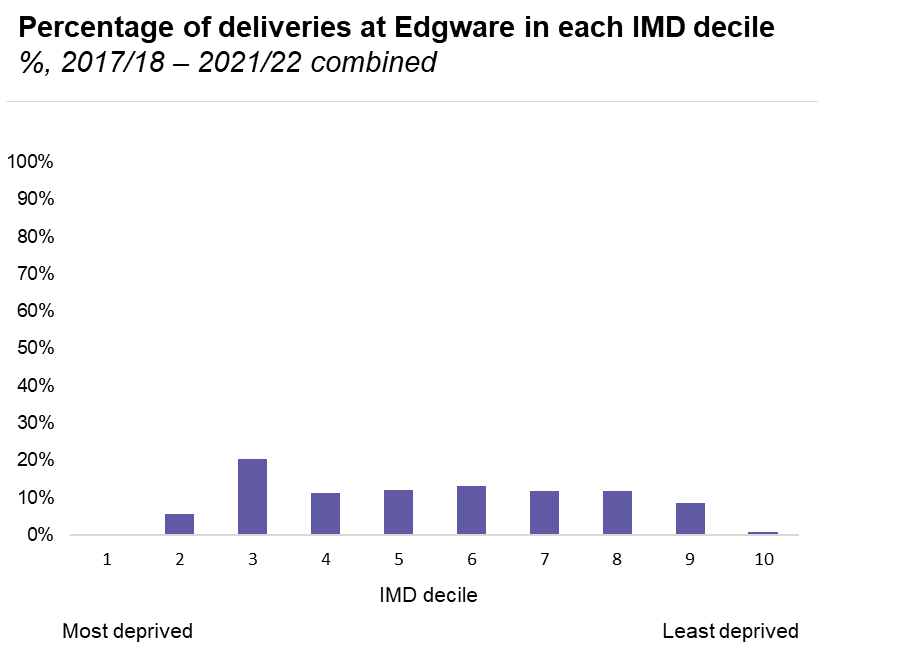 Percentage of deliveries at Edgware in each IMD decile
%, 2017/18 – 2021/22 combined
100%
90%
80%
70%
60%
50%
40%
30%
20%
10%
0%
1 2 3 4 5 6 7 8 9 10
IMD decile
Most deprived Least deprived